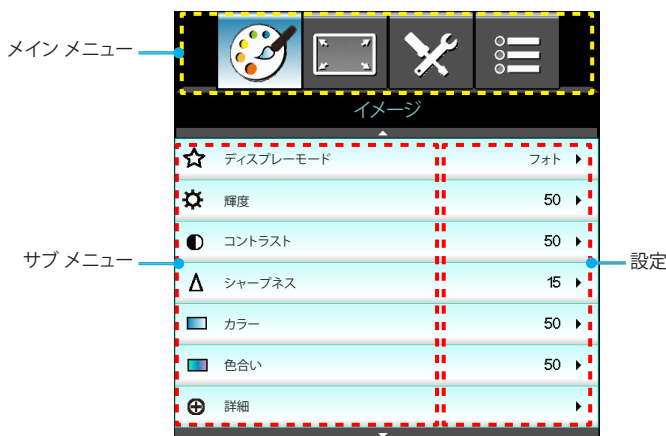 メイン メニュー
イメージ
ディスプレーモード フォト
輝度 50
コントラスト 50
サブ メニュー
設定
シャープネス 15
カラー 50
色合い 50
詳細